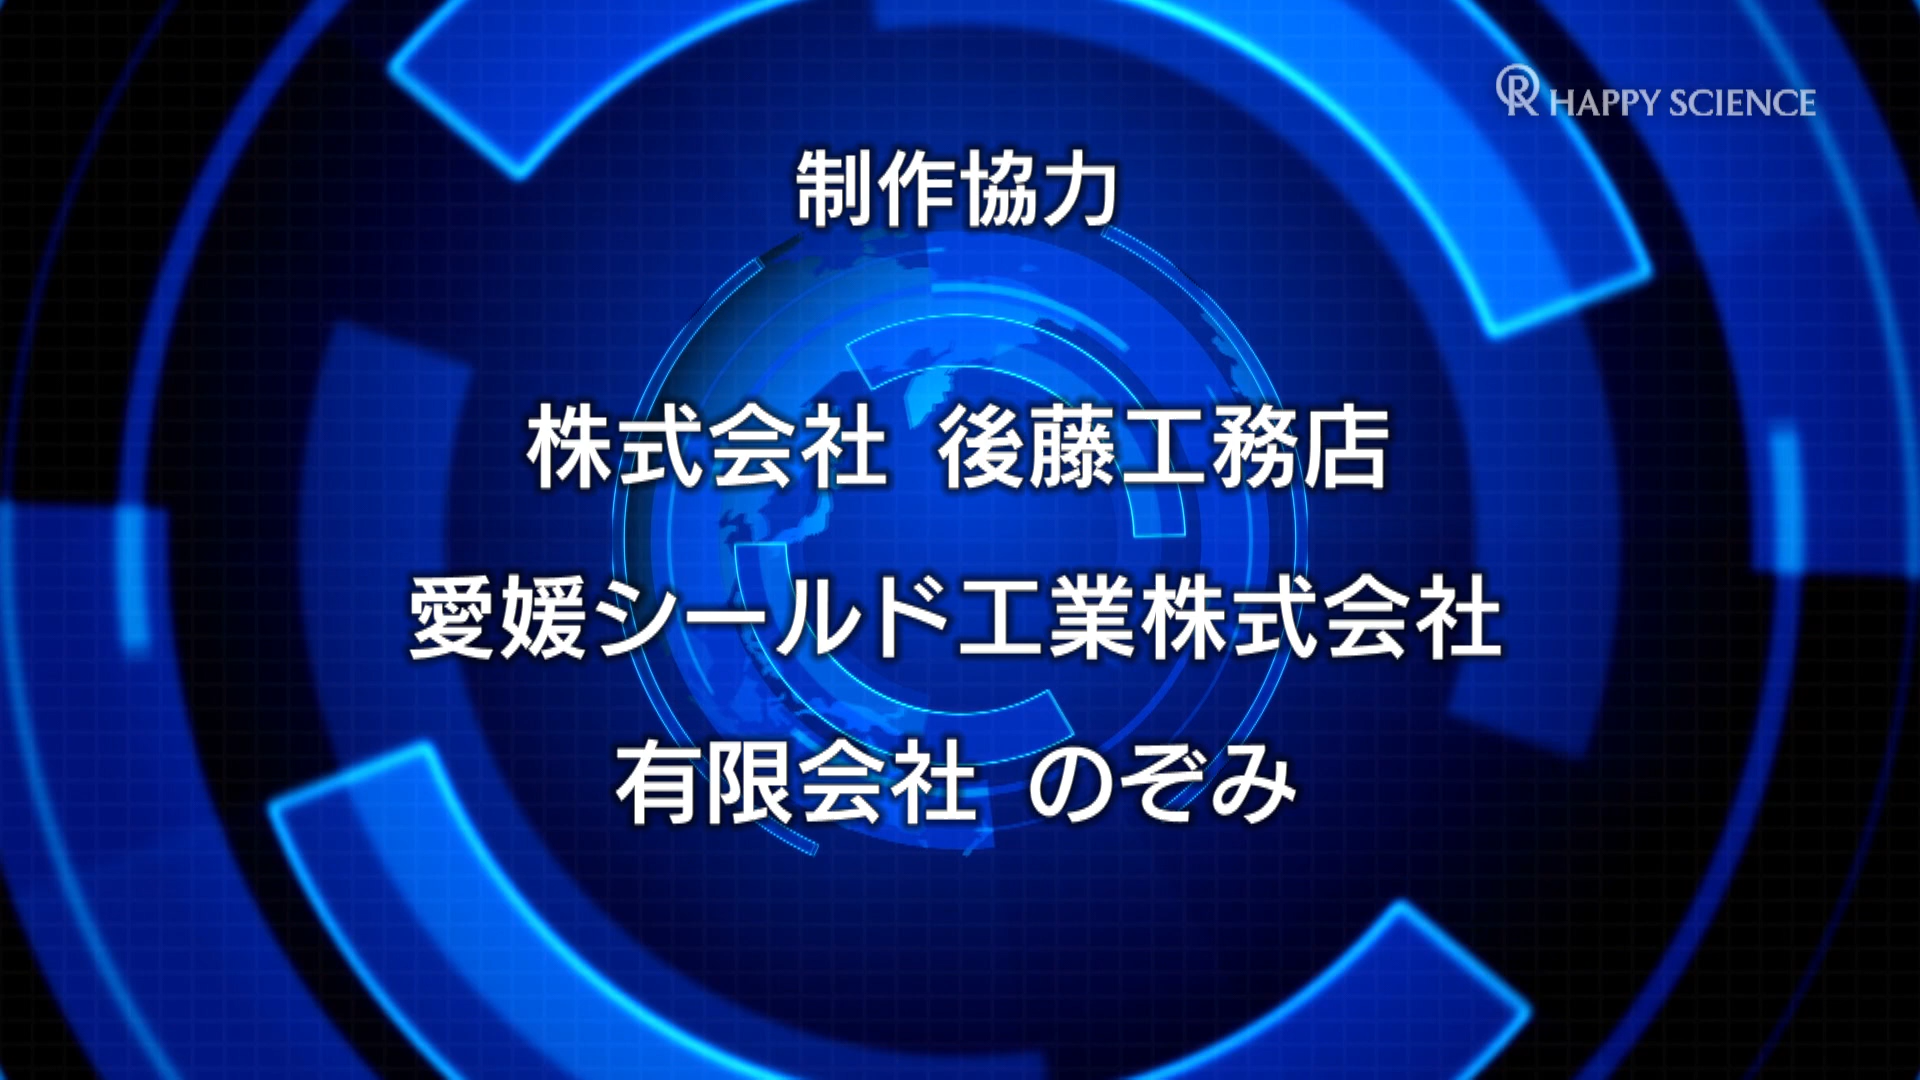 HAPPY SCIENCE
制作協力
株式会社 後藤工務店
愛媛シールド工業株式会社
有限会社 のぞみ